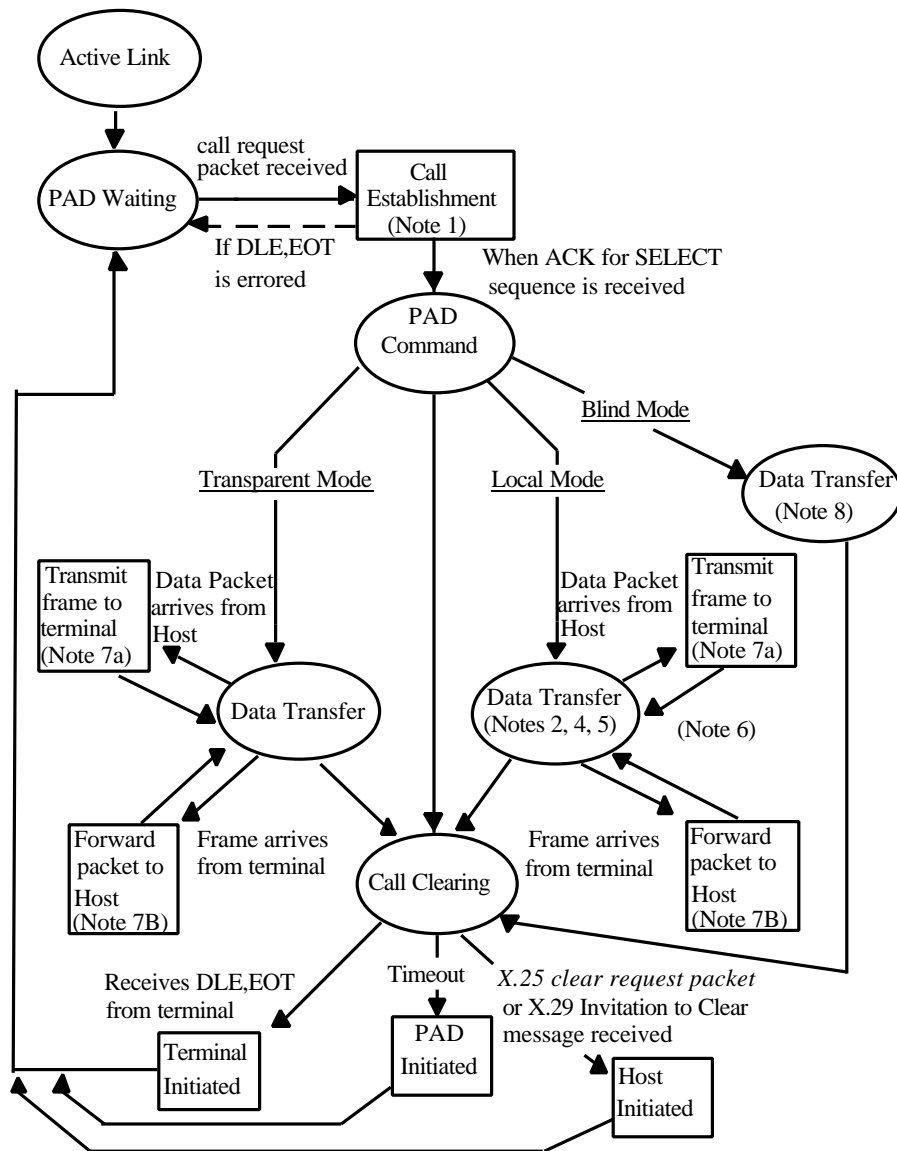 Active Link
call request
packet received
PAD Waiting
Call
Establishment
(Note 1)
If DLE,EOT
is errored
When ACK for SELECT
sequence is received
PAD
Command
Blind Mode
Transparent Mode
Local Mode
Data Transfer
(Note 8)
Transmit
frame to
terminal
(Note 7a)
Data Packet
arrives from
Host
Data Packet
arrives from
Host
Transmit
frame to
terminal
(Note 7a)
Data Transfer
Data Transfer
(Notes 2, 4, 5)
(Note 6)
Forward
packet to
Host
(Note 7B)
Frame arrives
from terminal
Call Clearing
Frame arrives
from terminal
Forward
packet to
Host
(Note 7B)
Receives DLE,EOT
from terminal
Timeout
X.25 clear request packet
or X.29 Invitation to Clear
message received
Terminal
Initiated
PAD
Initiated
Host
Initiated